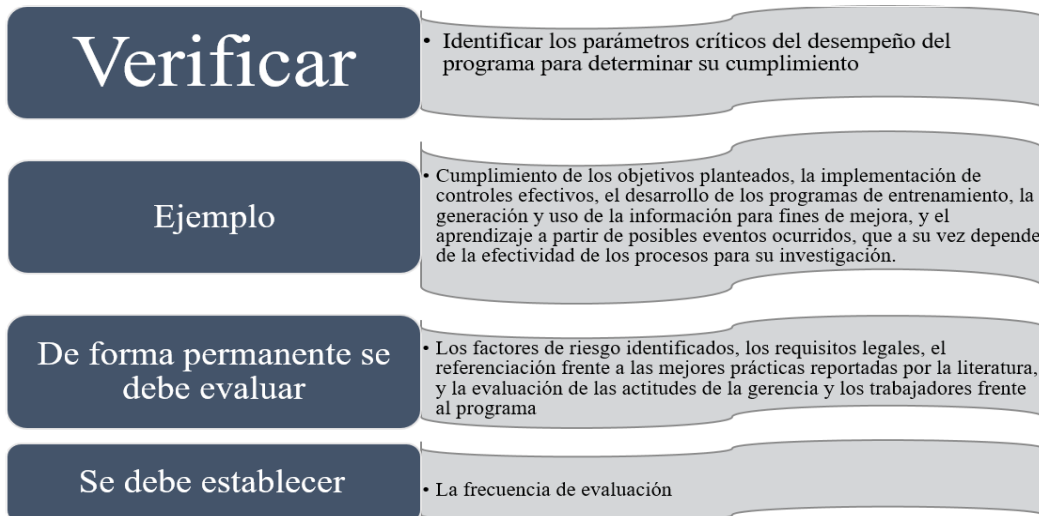 Verificar
• Identificar los parámetros críticos del desempeño del
programa para determinar su cumplimiento
Ejemplo
• Cumplimiento de los objetivos planteados, la implementación de
controles efectivos, el desarrollo de los programas de entrenamiento, la
generación y uso de la información para fines de mejora, y el
aprendizaje a partir de posibles eventos ocurridos, que a su vez depende
de la efectividad de los procesos para su investigación.
De forma permanente se
debe evaluar
• Los factores de riesgo identificados, los requisitos legales, el
referenciación frente a las mejores prácticas reportadas por la literatura,
y la evaluación de las actitudes de la gerencia y los trabajadores frente
al programa
Se debe establecer
• La frecuencia de evaluación